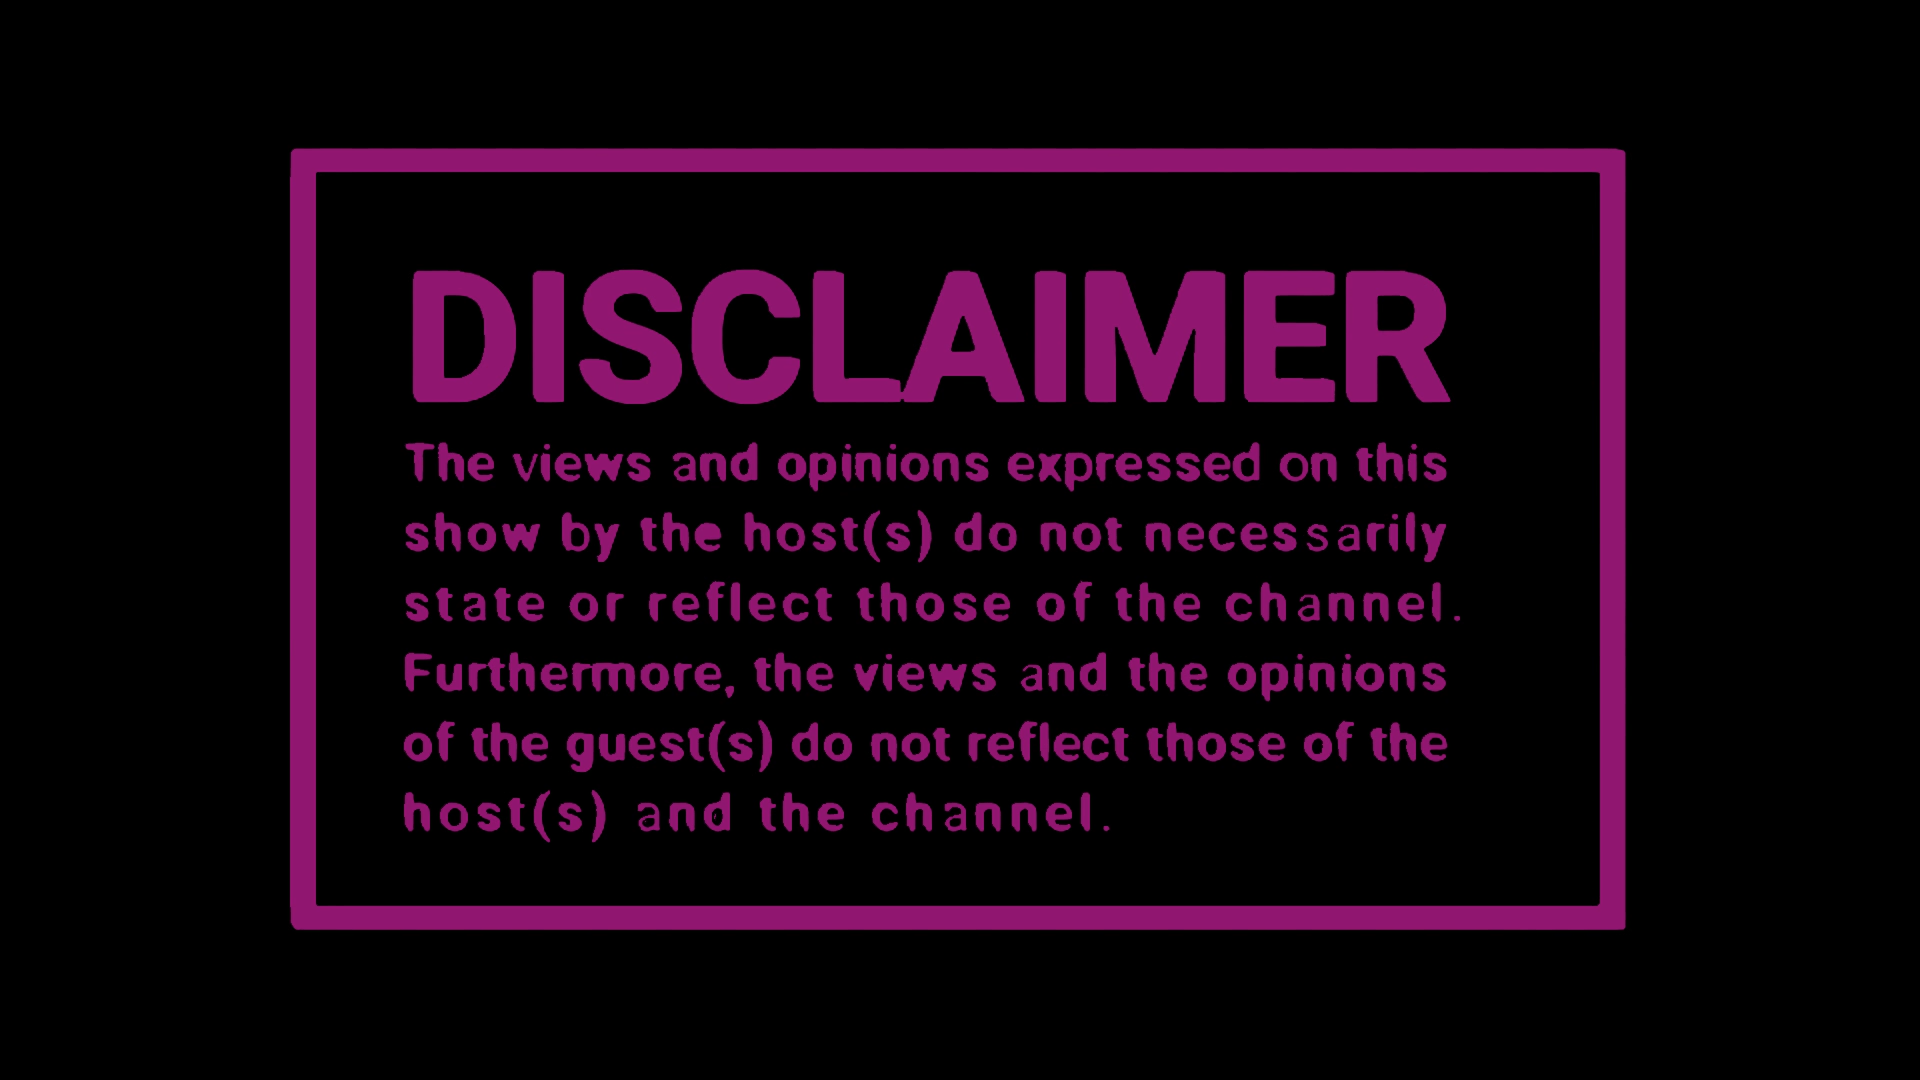 DISCLAIMER
The views and opinions expressed on this
show by the host(s) do not necessarily
state or reflect those of the channel.
Furthermore, the views and the opinions
of the guest(s) do not reflect those of the
host(s) and the channel.